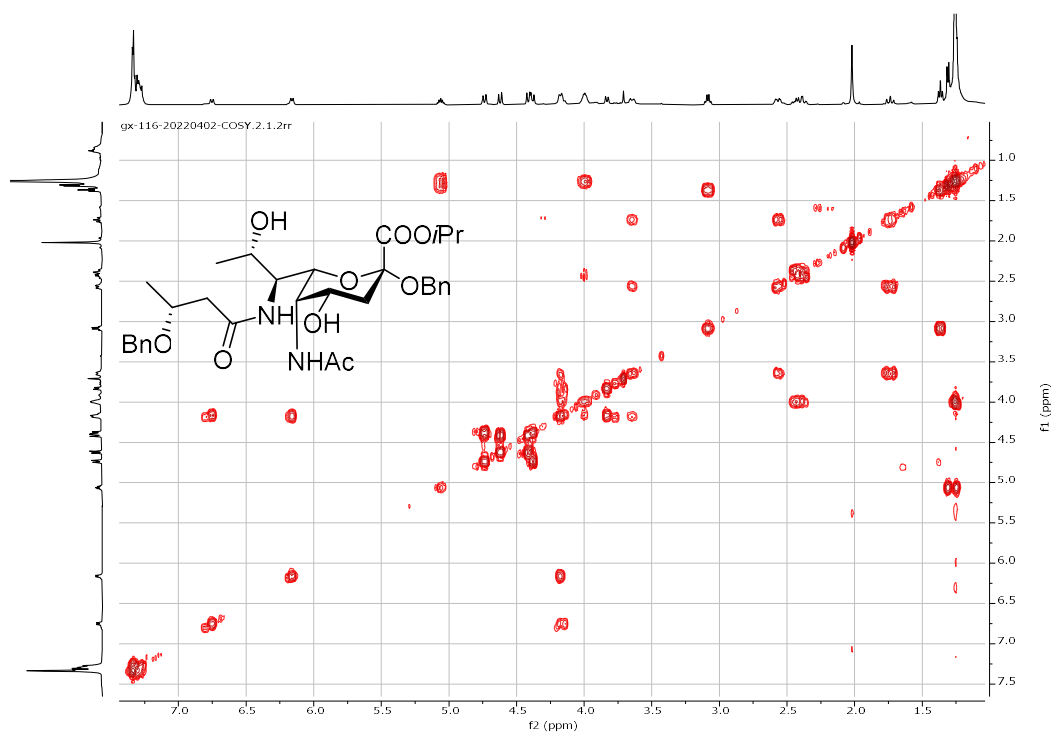 gx-116-20220402-COSY.2.1.2rr
OH
COOiPr
O
OBn
NH
OH
BnO
O
NHAc
1.0
1.5
2.0
2.5
3.0
3.5
4.0
4.5
5.0
5.5
6.0
6.5
7.0
7.5
f1 (ppm)
7.0 6.5 6.0 5.5 5.0 4.5 4.0 3.5 3.0 2.5 2.0 1.5
f2 (ppm)